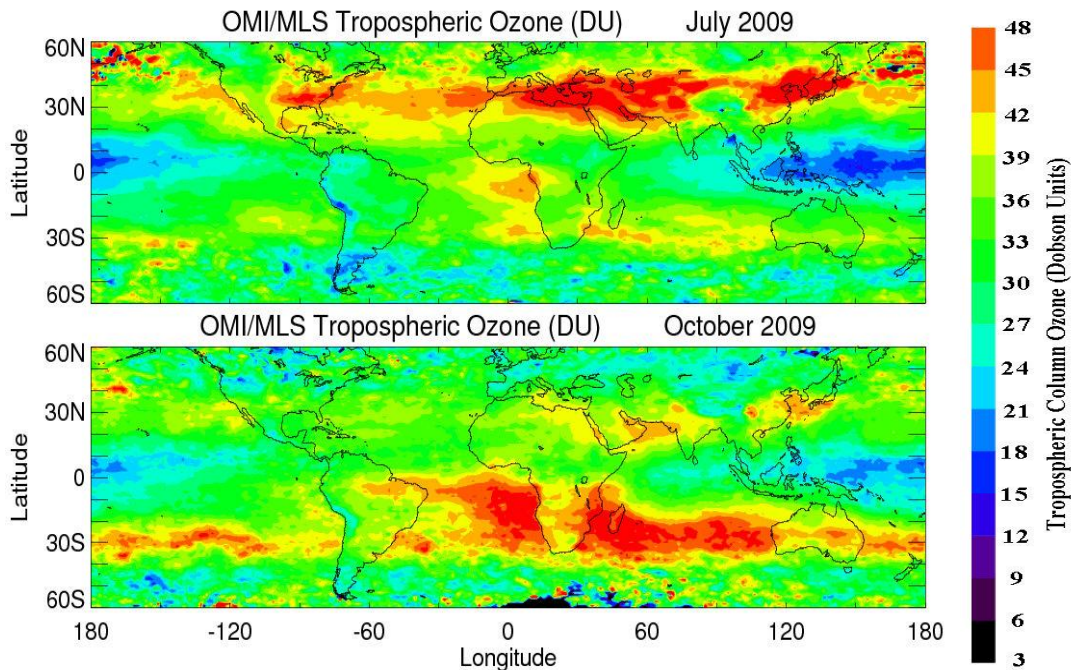 OMI/MLS Tropospheric Ozone (DU) July 2009
60N
30N
0
30S
60S
Latitude
OMI/MLS Tropospheric Ozone (DU) October 2009
60N
30N
0
30S
60S
Latitude
180 -120 -60 0 60 120 180
Longitude
48
45
42
39
36
33
30
27
24
21
18
15
12
9
6
3
Tropospheric Column Ozone (Dobson Units)